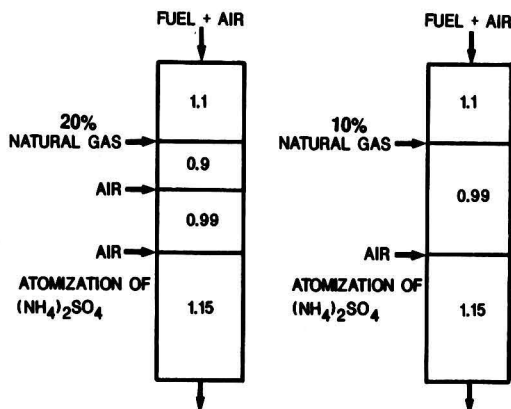 FUEL + AIR
1.1
20%
NATURAL GAS
0.9
AIR
0.99
AIR
ATOMIZATION OF
(NH₄)₂SO₄
1.15
FUEL + AIR
1.1
10%
NATURAL GAS
0.99
AIR
ATOMIZATION OF
(NH₄)₂SO₄
1.15